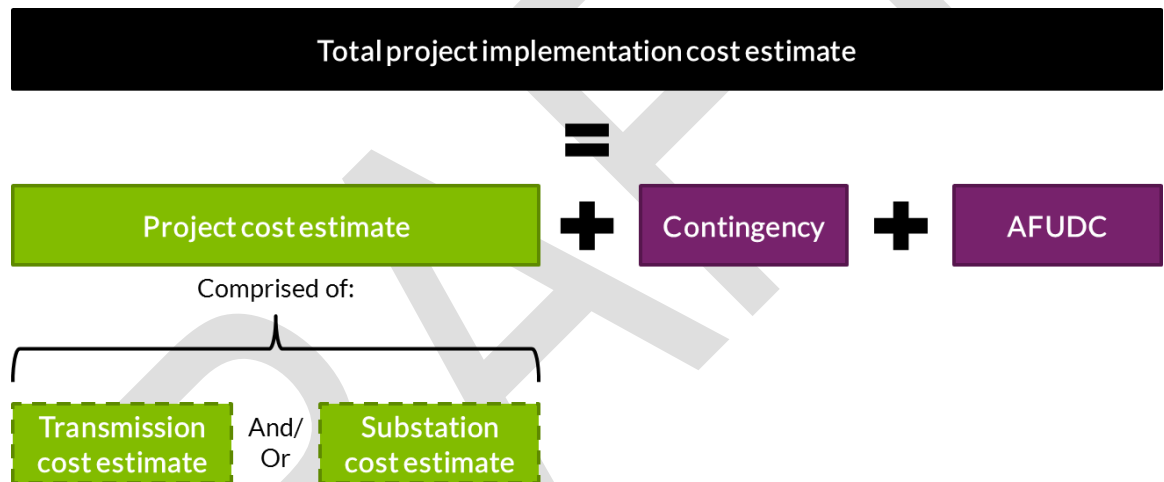 Total project implementation cost estimate
=
Project cost estimate + Contingency + AFUDC
Comprised of:
Transmission cost estimate
And/
Or
Substation cost estimate
DRAFT